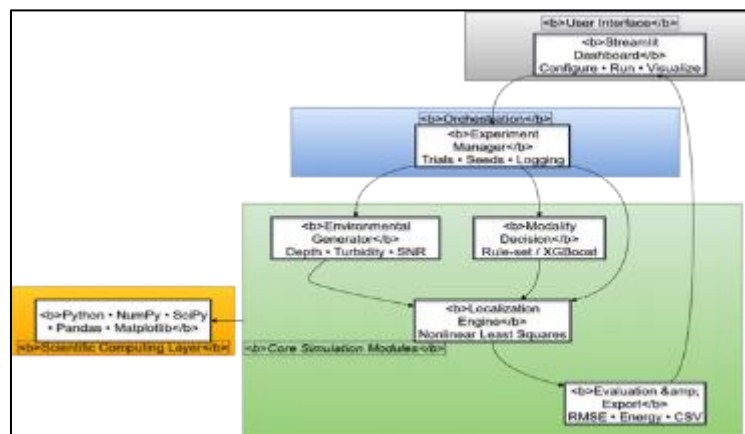 <b>User Interface</b>
<b>Streamlit
Dashboard</b>
Configure • Run • Visualize
<b>Orchestration</b>
<b>Experiment
Manager</b>
Trials • Seeds • Logging
<b>Environmental
Generator</b>
Depth • Turbidity • SNR
<b>Modality
Decision</b>
Rule-set / XGBoost
<b>Python • NumPy • SciPy
• Pandas • Matplotlib</b>
<b>Scientific Computing Layer</b>
<b>Localization
Engine</b>
Nonlinear Least Squares
<b>Core Simulation Modules</b>
<b>Evaluation &amp;
Export</b>
RMSE • Energy • CSV